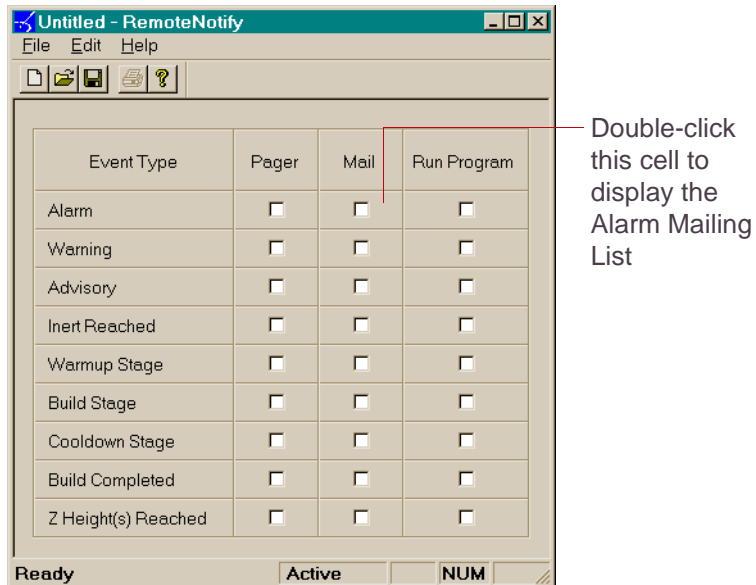 Untitled - RemoteNotify
File Edit Help
Event Type Pager Mail Run Program
Alarm
Warning
Advisory
Inert Reached
Warmup Stage
Build Stage
Cooldown Stage
Build Completed
Z Height(s) Reached
Ready Active NUM
Double-click
this cell to
display the
Alarm Mailing
List